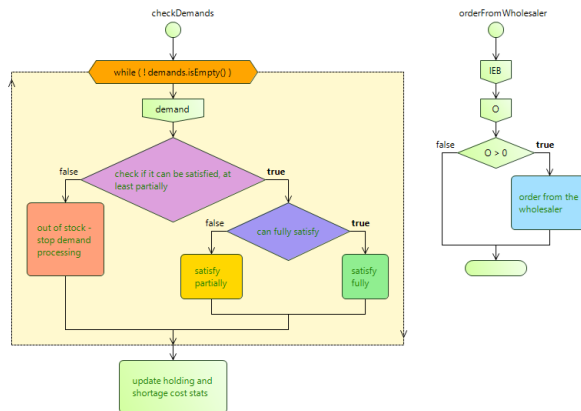 checkDemands
while ( ! demands.isEmpty() )
demand
check if it can be satisfied, at
least partially
false
true
out of stock -
stop demand
processing
can fully satisfy
false
true
satisfy
partially
satisfy
fully
update holding and
shortage cost stats
orderFromWholesaler
IEB
O
O > 0
false
true
order from the
wholesaler